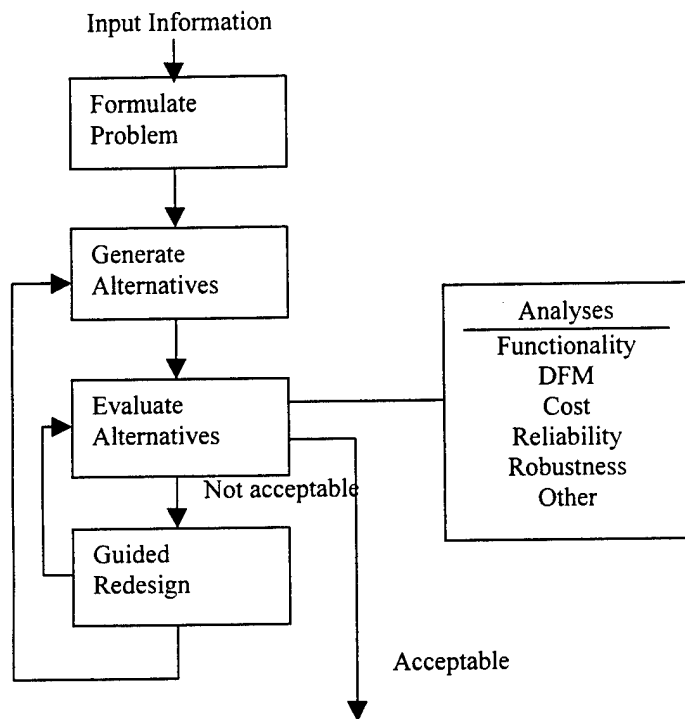 Input Information
Formulate
Problem
Generate
Alternatives
Evaluate
Alternatives
Not acceptable
Guided
Redesign
Acceptable
Analyses
Functionality
DFM
Cost
Reliability
Robustness
Other